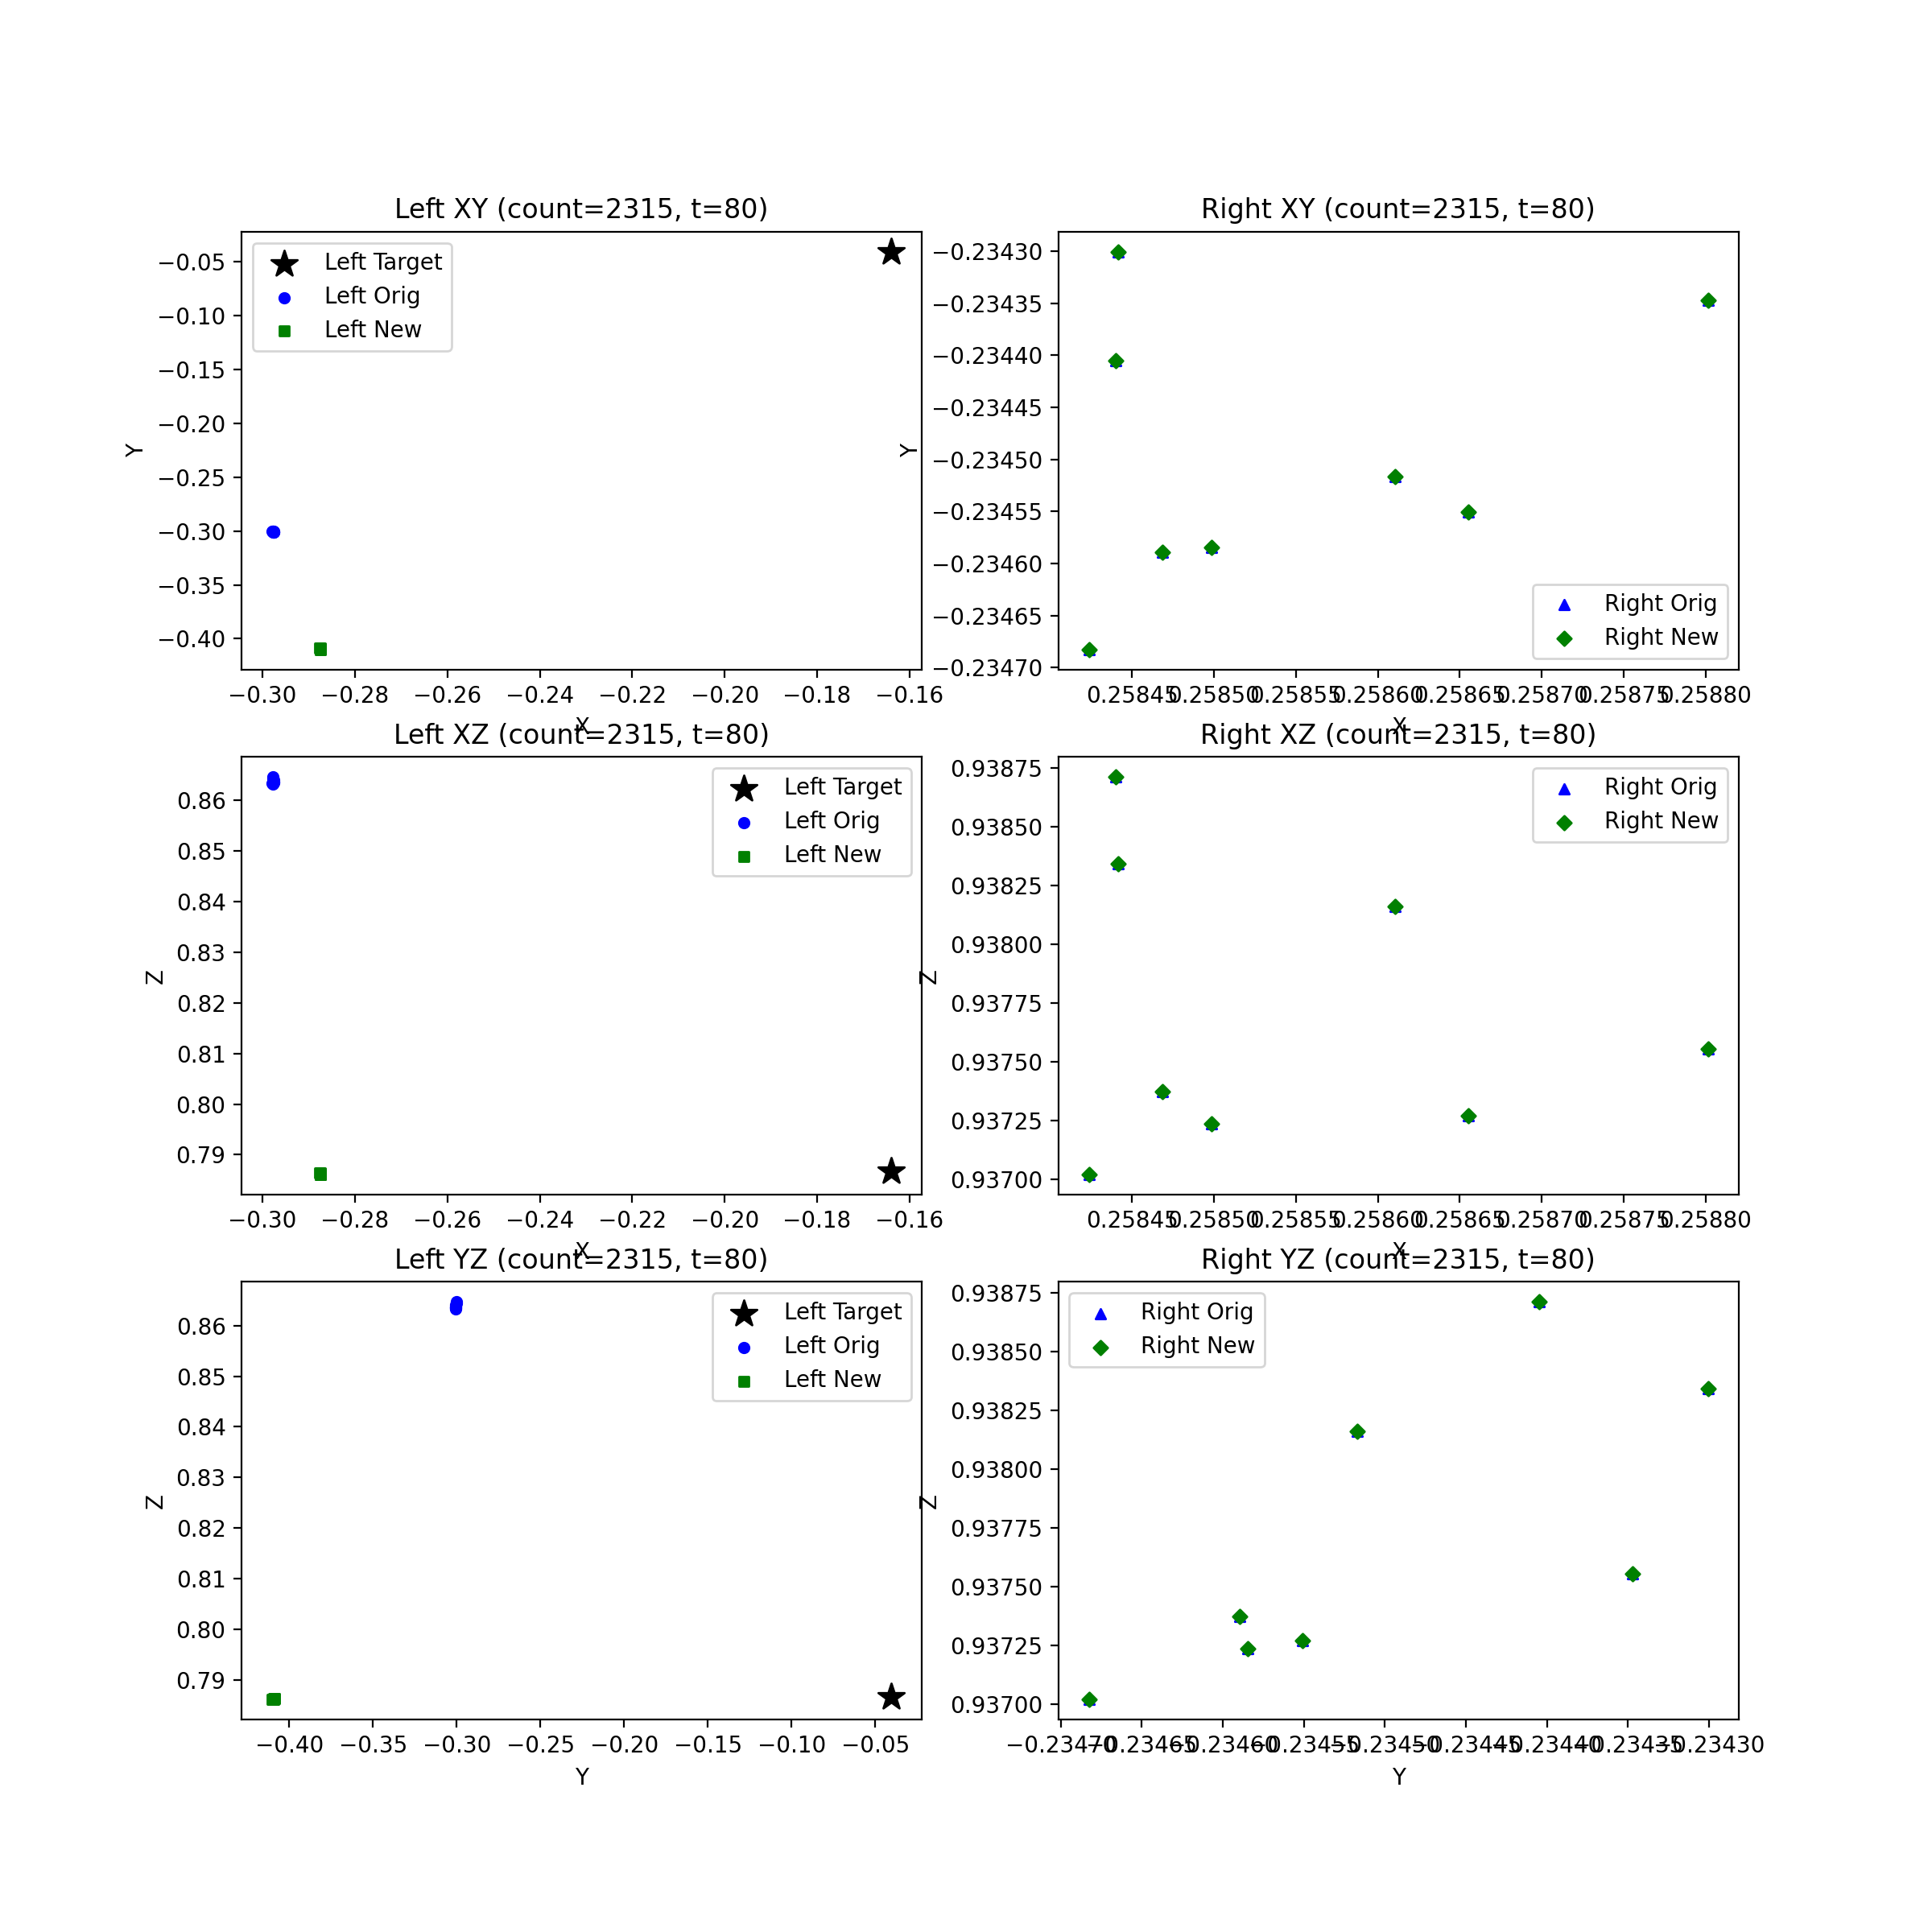 Left XY (count=2315, t=80)
Left Target
Left Orig
Left New
−0.05
−0.10
−0.15
−0.20
−0.25
−0.30
−0.35
−0.40
Y
−0.30 −0.28 −0.26 −0.24 −0.22 −0.20 −0.18 −0.16
X
Right XY (count=2315, t=80)
−0.23430
−0.23435
−0.23440
−0.23445
−0.23450
−0.23455
−0.23460
−0.23465
−0.23470
Y
Right Orig
Right New
0.25845 0.25850 0.25855 0.25860 0.25865 0.25870 0.25875 0.25880
X
Left XZ (count=2315, t=80)
Left Target
Left Orig
Left New
0.86
0.85
0.84
0.83
0.82
0.81
0.80
0.79
Z
−0.30 −0.28 −0.26 −0.24 −0.22 −0.20 −0.18 −0.16
X
Right XZ (count=2315, t=80)
Right Orig
Right New
0.93875
0.93850
0.93825
0.93800
0.93775
0.93750
0.93725
0.93700
Z
0.25845 0.25850 0.25855 0.25860 0.25865 0.25870 0.25875 0.25880
X
Left YZ (count=2315, t=80)
Left Target
Left Orig
Left New
0.86
0.85
0.84
0.83
0.82
0.81
0.80
0.79
Z
−0.40 −0.35 −0.30 −0.25 −0.20 −0.15 −0.10 −0.05
Y
Right YZ (count=2315, t=80)
Right Orig
Right New
0.93875
0.93850
0.93825
0.93800
0.93775
0.93750
0.93725
0.93700
Z
−0.23470 −0.23465 −0.23460 −0.23455 −0.23450 −0.23445 −0.23440 −0.23435 −0.23430
Y